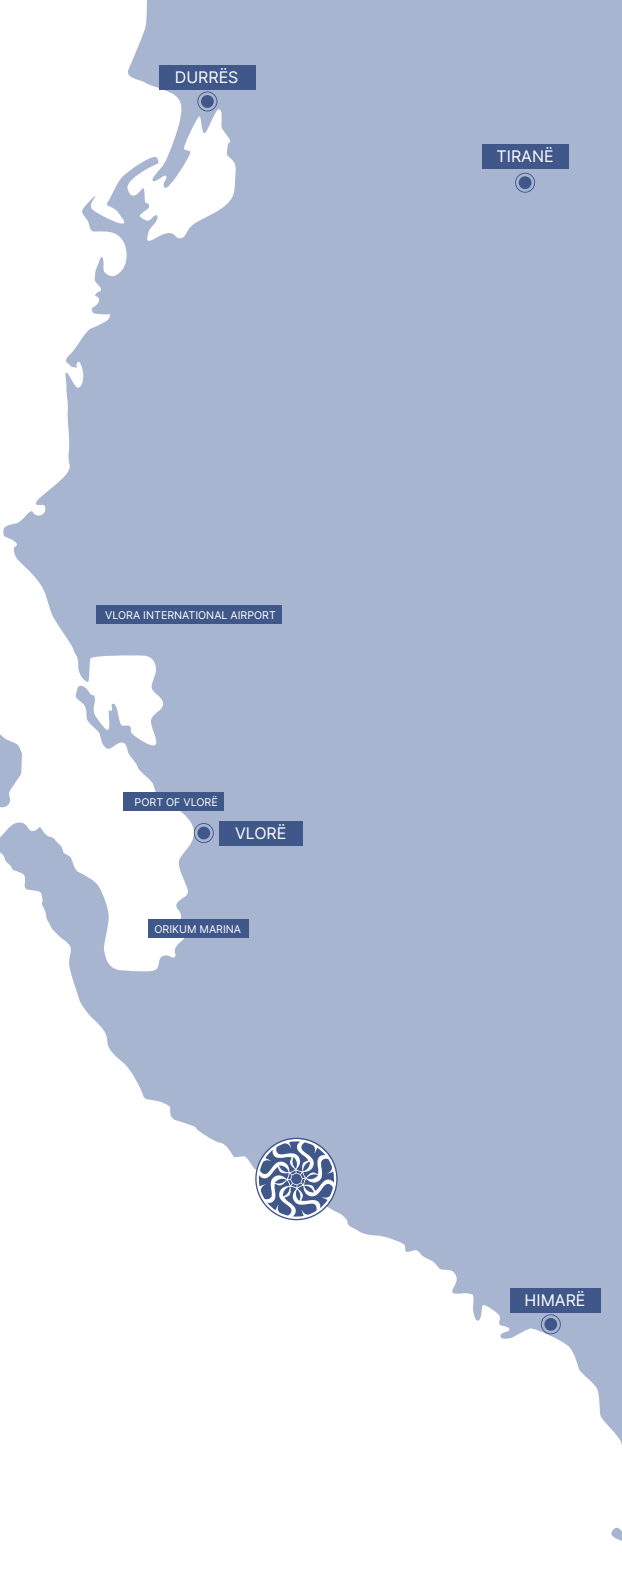 DURRËS
TIRANË
VLORA INTERNATIONAL AIRPORT
PORT OF VLORË
VLORË
ORIKUM MARINA
HIMARË